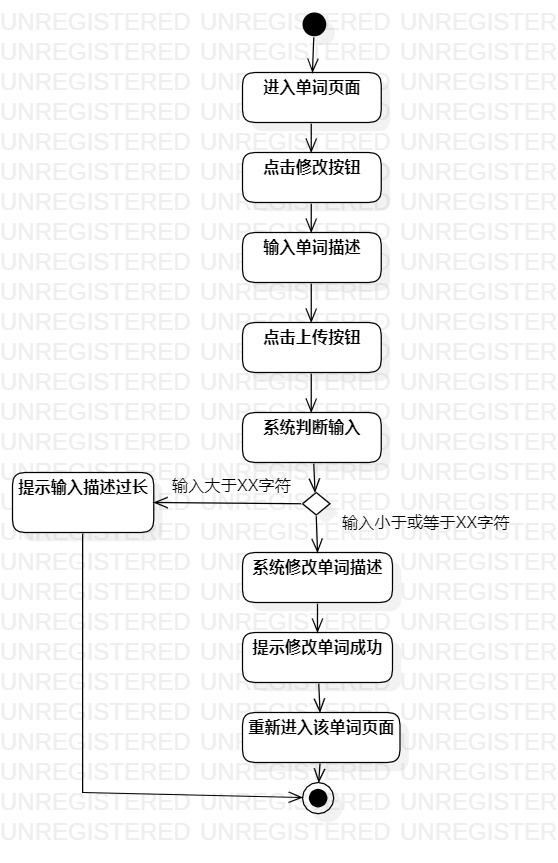 进入单词页面
点击修改按钮
输入单词描述
点击上传按钮
系统判断输入
提示输入描述过长
输入大于XX字符
输入小于或等于XX字符
系统修改单词描述
提示修改单词成功
重新进入该单词页面
UNREGISTERED UNREGISTERED UNREGISTERED